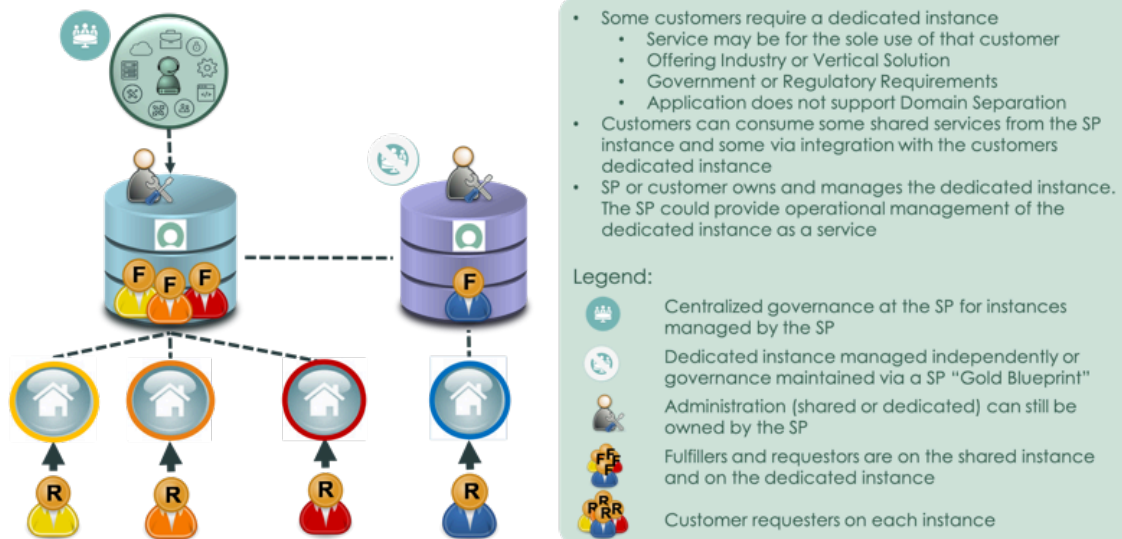 • Some customers require a dedicated instance
• Service may be for the sole use of that customer
• Offering Industry or Vertical Solution
• Government or Regulatory Requirements
• Application does not support Domain Separation
• Customers can consume some shared services from the SP
instance and some via integration with the customers
dedicated instance
• SP or customer owns and manages the dedicated instance.
The SP could provide operational management of the
dedicated instance as a service
Legend:
Centralized governance at the SP for instances
managed by the SP
Dedicated instance managed independently or
governance maintained via a SP “Gold Blueprint”
Administration (shared or dedicated) can still be
owned by the SP
F F F F
Fulfillers and requestors are on the shared instance
and on the dedicated instance
R R R R
Customer requesters on each instance
F F F
F
R R R R